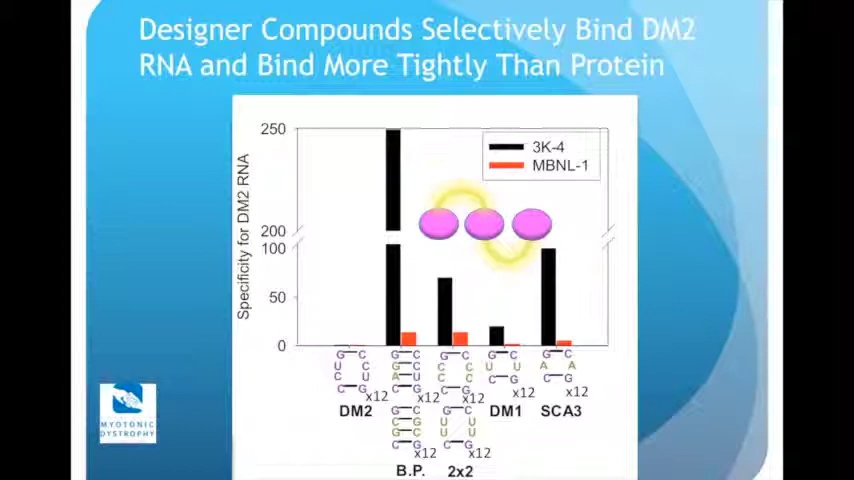 Designer Compounds Selectively Bind DM2
RNA and Bind More Tightly Than Protein
Specificity for DM2 RNA
250
200
100
50
0
3K-4
MBNL-1
G C
U C
C U
C G x12
G C
G C
A U
C G x12
G C
C C
C C
C G x12
G C
U U
C G x12
G C
A A
C G x12
DM2
DM1
SCA3
G C
C G
G C
C G x12
G C
U U
U U
C G x12
B.P.
2x2
MYOTONIC
DYSTROPHY